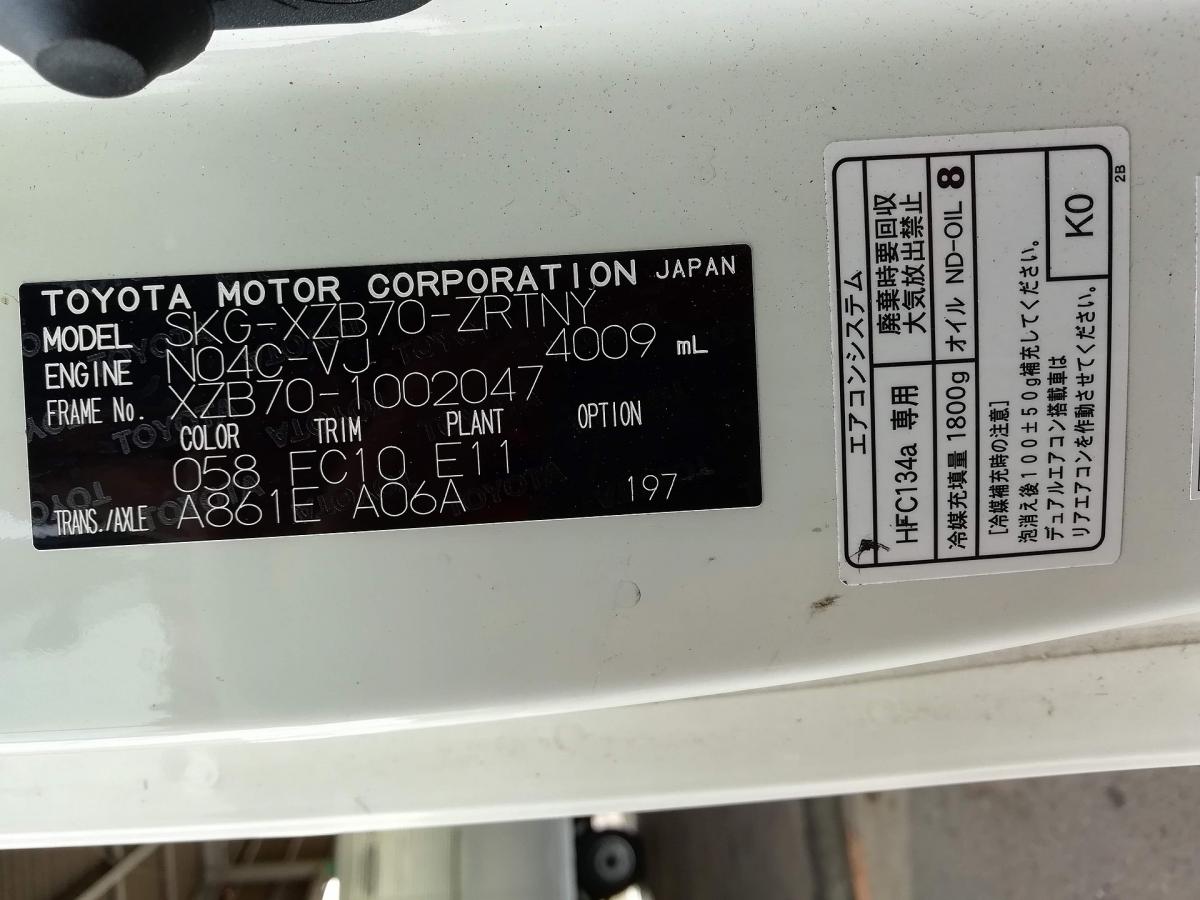 TOYOTA MOTOR CORPORATION JAPAN
MODEL SKG-XZB70-ZRTNY
ENGINE N04C-VJ 4009 mL
FRAME No. XZB70-1002047
COLOR TRIM PLANT OPTION
058 EC10 E11
TRANS./AXLE A861E A06A 197
エアコンシステム
HFC134a 専用 廃棄時要回収
大気放出禁止
冷媒充填量 1800g オイル ND-OIL 8
[冷媒補充時の注意]
泡消え後100±50g補充してください。
デュアルエアコン搭載車は
リアエアコンを作動させてください。
K0
2B